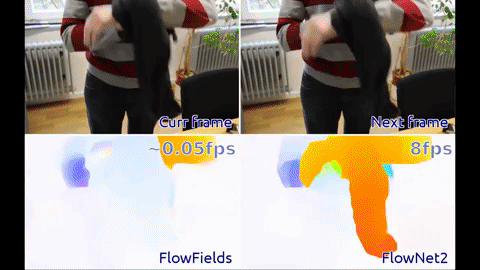 Curr frame
Next frame
~0.05fps
8fps
FlowFields
FlowNet2